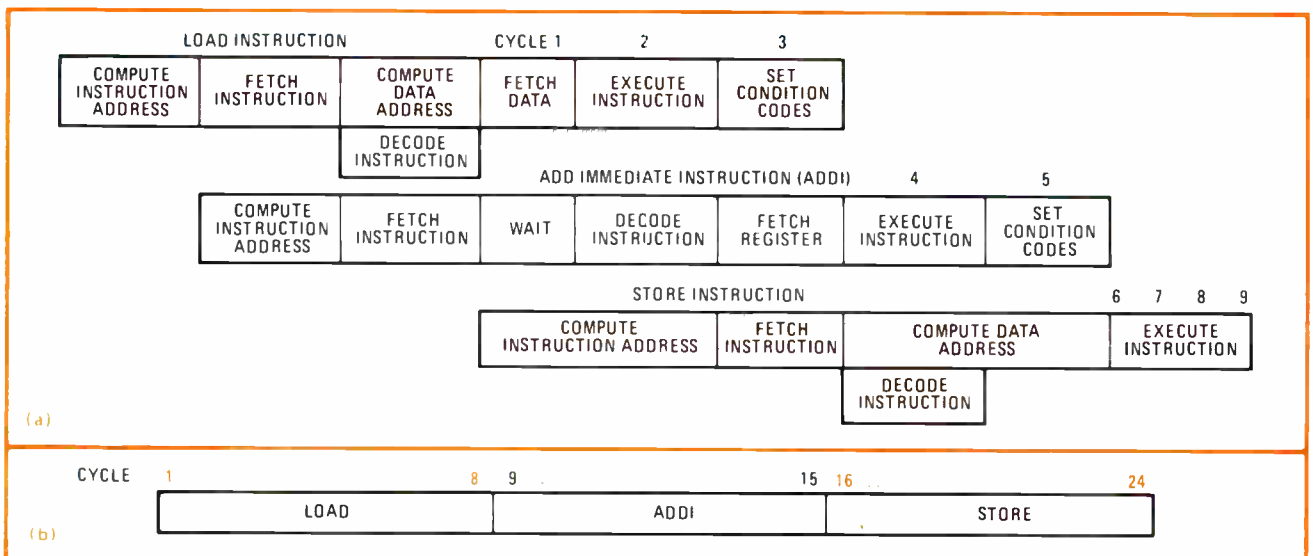 LOAD INSTRUCTION CYCLE 1 2 3
COMPUTE INSTRUCTION ADDRESS
FETCH INSTRUCTION
COMPUTE DATA ADDRESS
FETCH DATA
EXECUTE INSTRUCTION
SET CONDITION CODES
DECODE INSTRUCTION
ADD IMMEDIATE INSTRUCTION (ADDI) 4 5
COMPUTE INSTRUCTION ADDRESS
FETCH INSTRUCTION
WAIT
DECODE INSTRUCTION
FETCH REGISTER
EXECUTE INSTRUCTION
SET CONDITION CODES
STORE INSTRUCTION 6 7 8 9
COMPUTE INSTRUCTION ADDRESS
FETCH INSTRUCTION
COMPUTE DATA ADDRESS
EXECUTE INSTRUCTION
DECODE INSTRUCTION
(a)
CYCLE 1 8 9 15 16 24
LOAD ADDI STORE
(b)